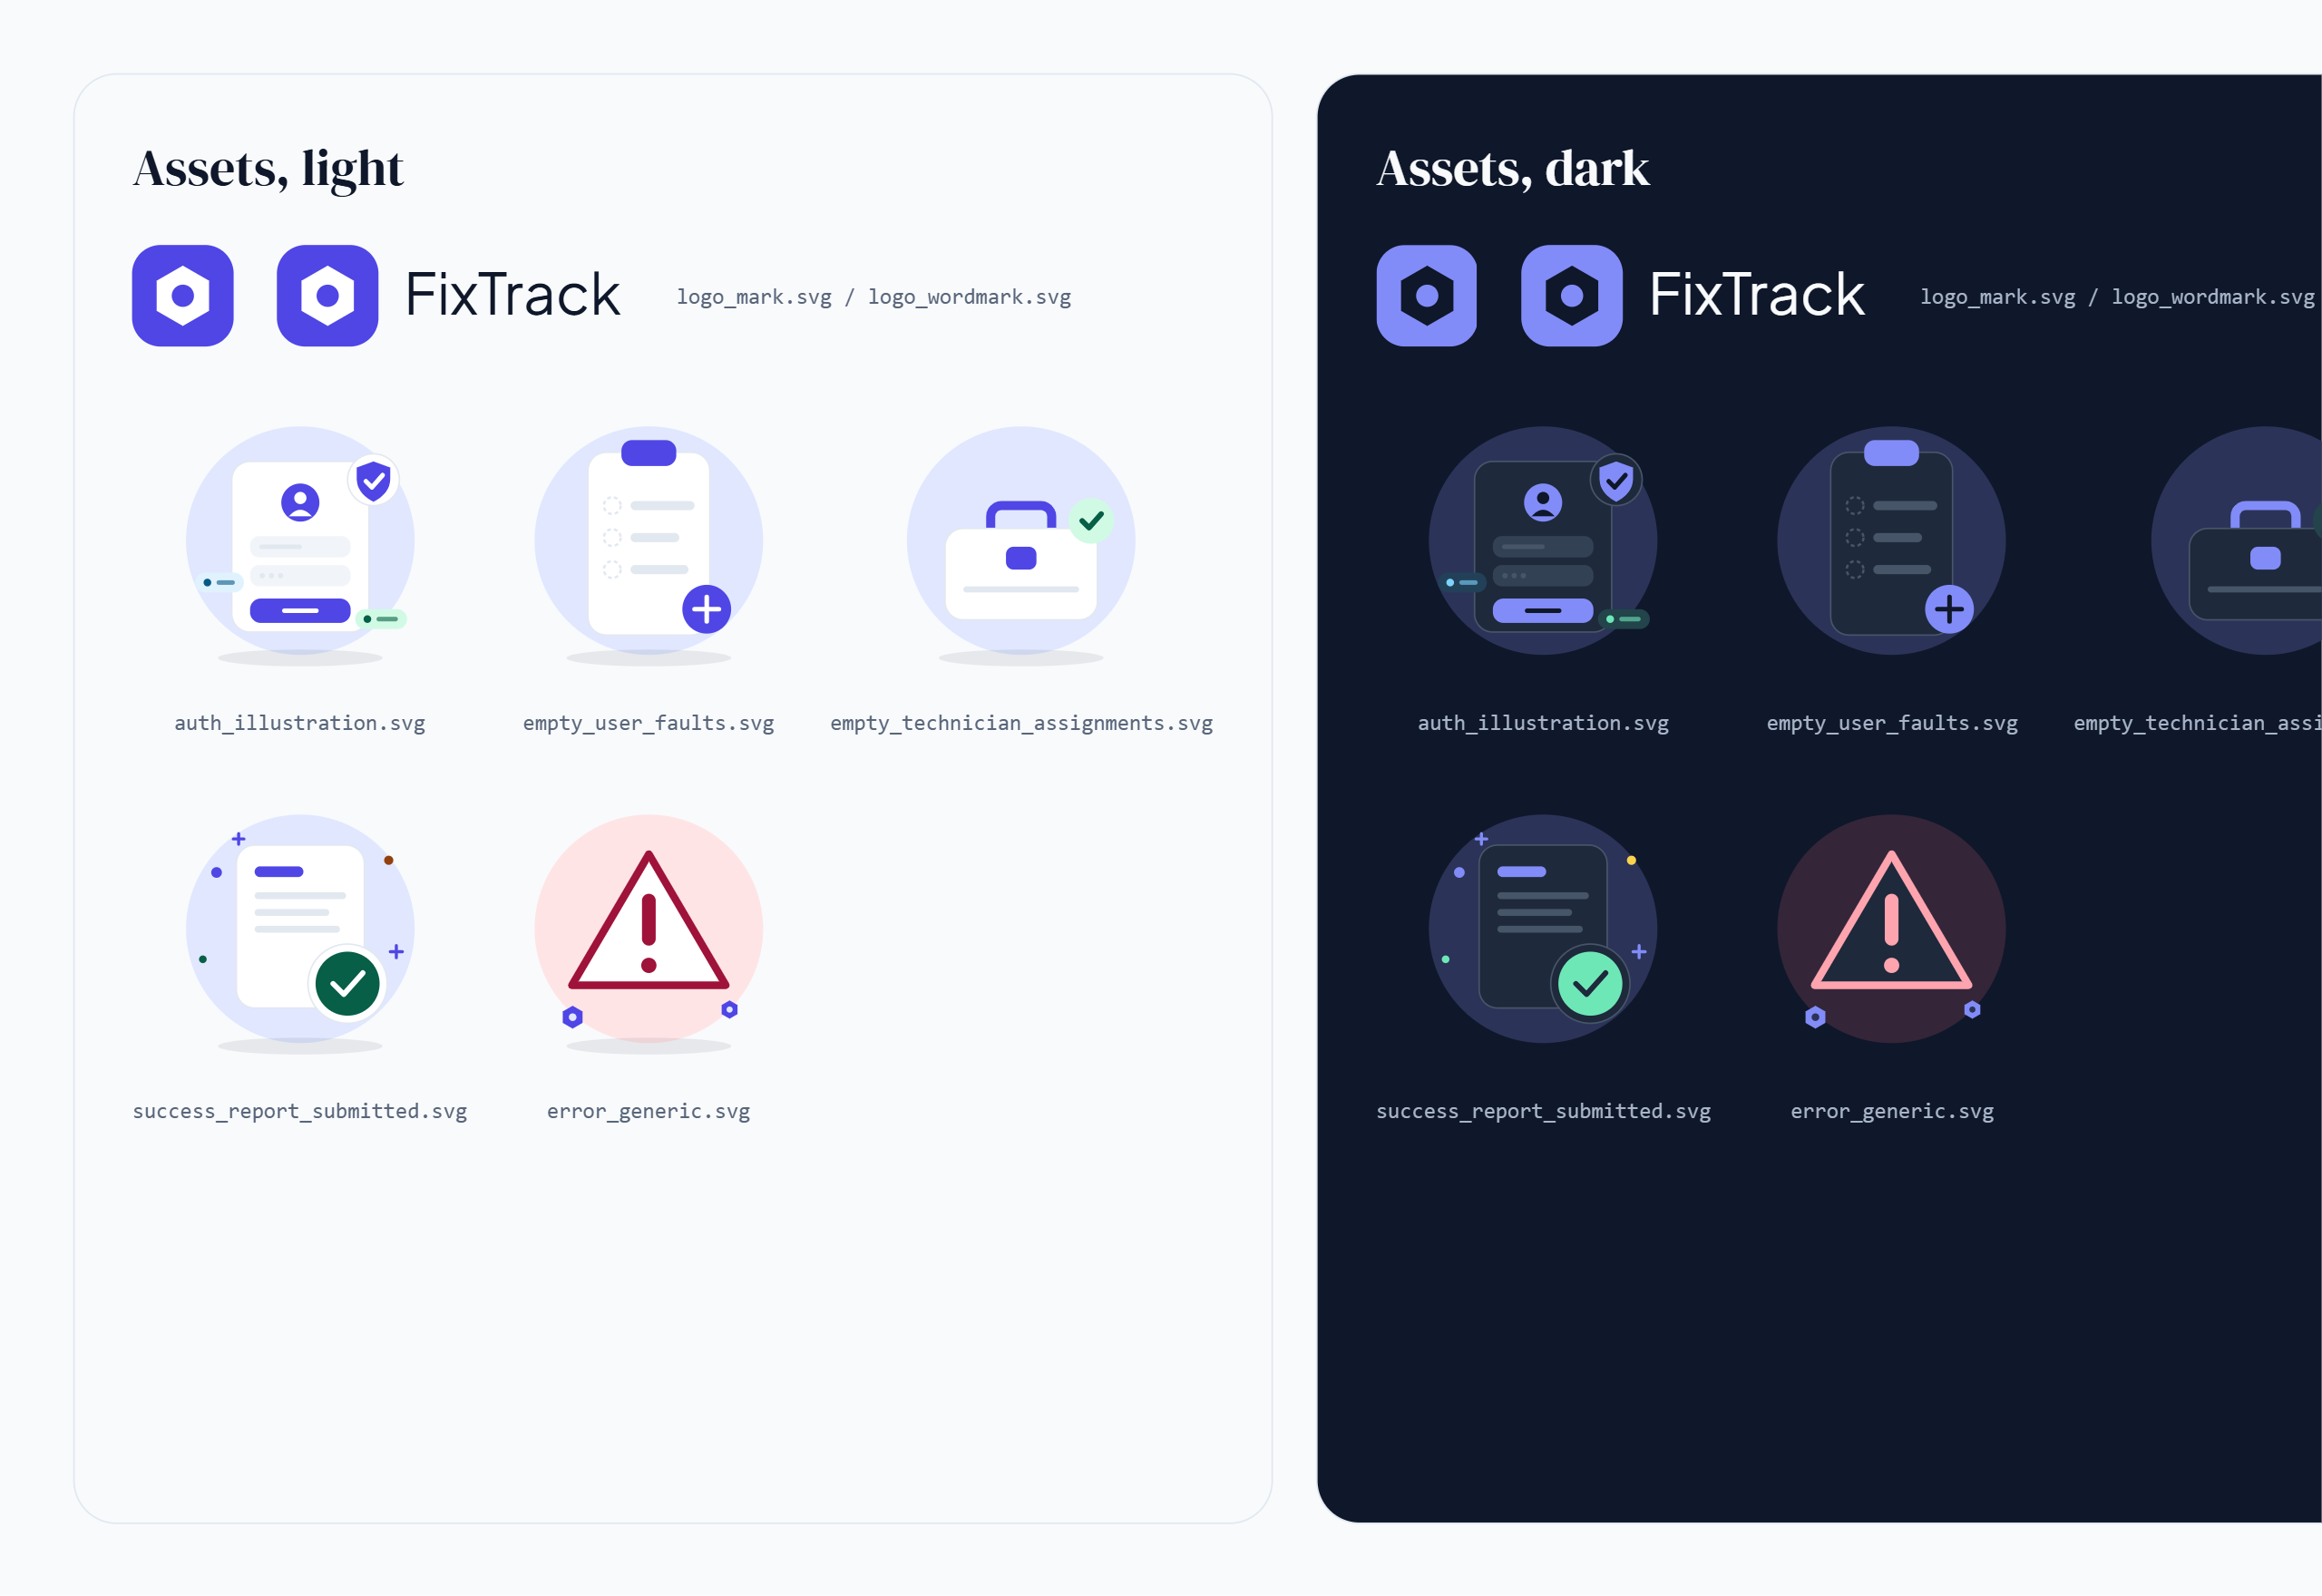 Assets, light
FixTrack
logo_mark.svg / logo_wordmark.svg
auth_illustration.svg
empty_user_faults.svg
empty_technician_assignments.svg
success_report_submitted.svg
error_generic.svg
Assets, dark
FixTrack
logo_mark.svg / logo_wordmark.svg
auth_illustration.svg
empty_user_faults.svg
empty_technician_assi
success_report_submitted.svg
error_generic.svg